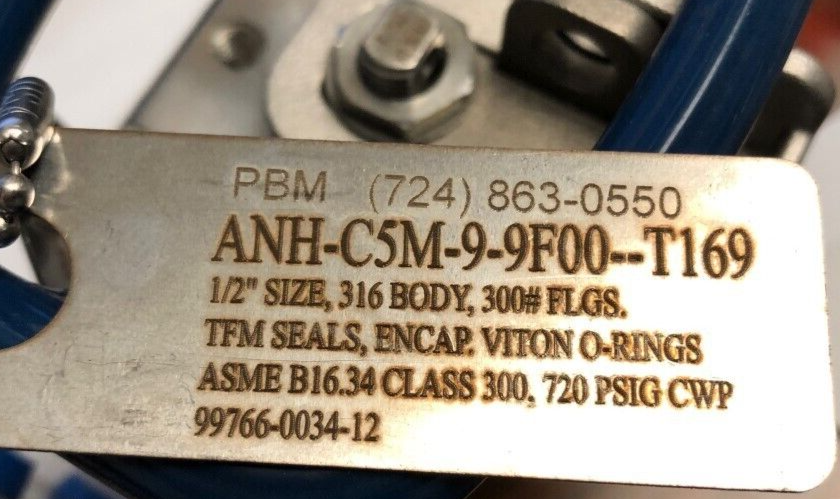 PBM (724) 863-0550
ANH-C5M-9-9F00--T169
1/2" SIZE, 316 BODY, 300# FLGS.
TFM SEALS, ENCAP. VITON O-RINGS
ASME B16.34 CLASS 300, 720 PSIG CWP
99766-0034-12